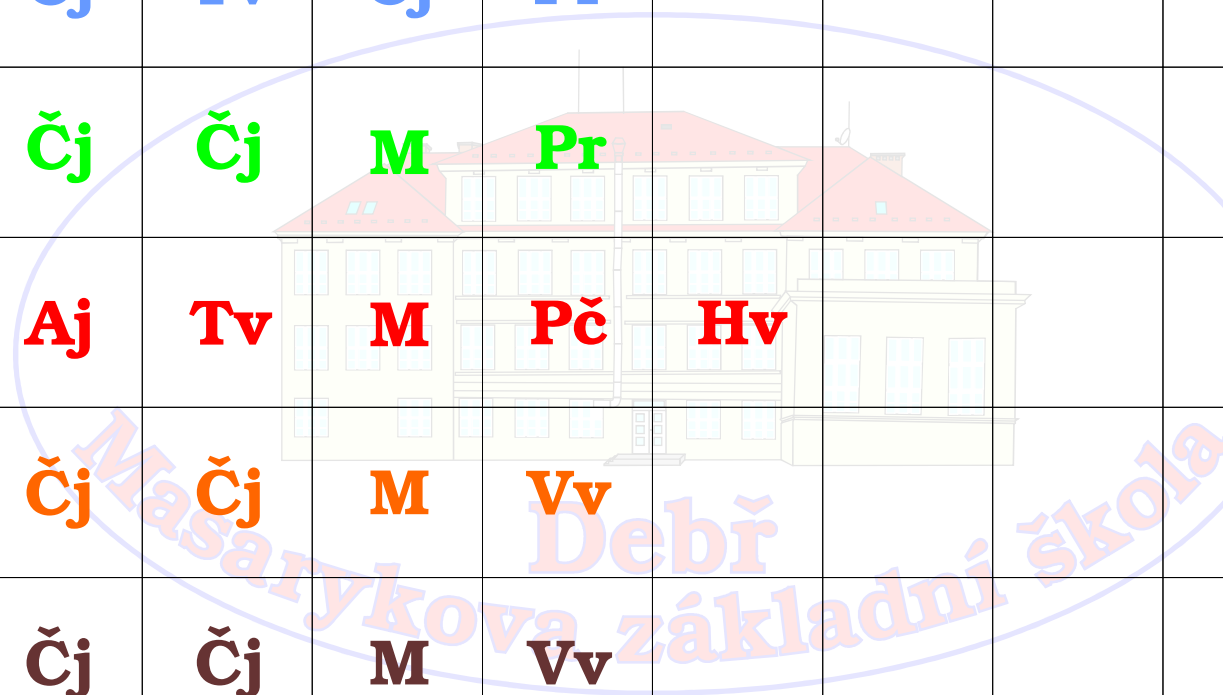 Čj Čj M Pr
Aj Tv M Pč Hv
Čj Čj M Vv
Debř
Masarykova základní škola
Čj Čj M Vv